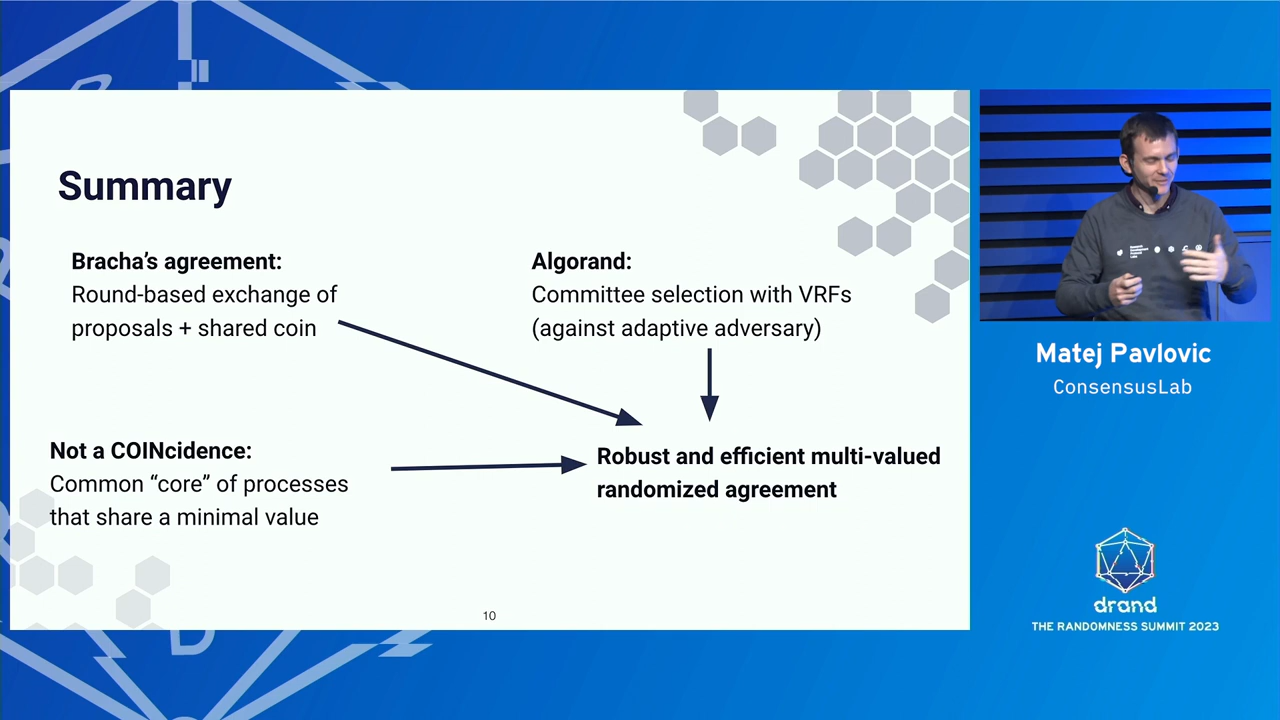 Summary
Bracha's agreement:
Round-based exchange of
proposals + shared coin
Algorand:
Committee selection with VRFs
(against adaptive adversary)
Not a COINcidence:
Common “core” of processes
that share a minimal value
Robust and efficient multi-valued
randomized agreement
10
Matej Pavlovic
ConsensusLab
drand
THE RANDOMNESS SUMMIT 2023